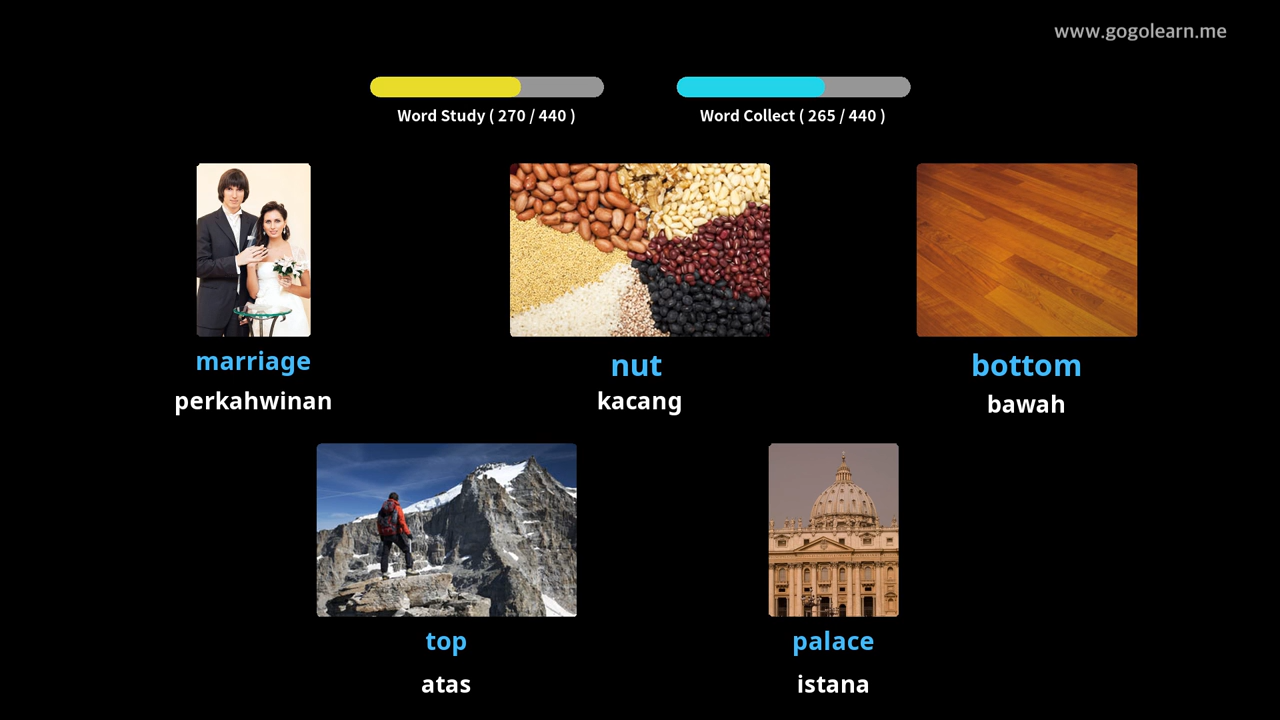 www.gogolearn.me
Word Study ( 270 / 440 )
Word Collect ( 265 / 440 )
marriage
perkahwinan
nut
kacang
bottom
bawah
top
atas
palace
istana